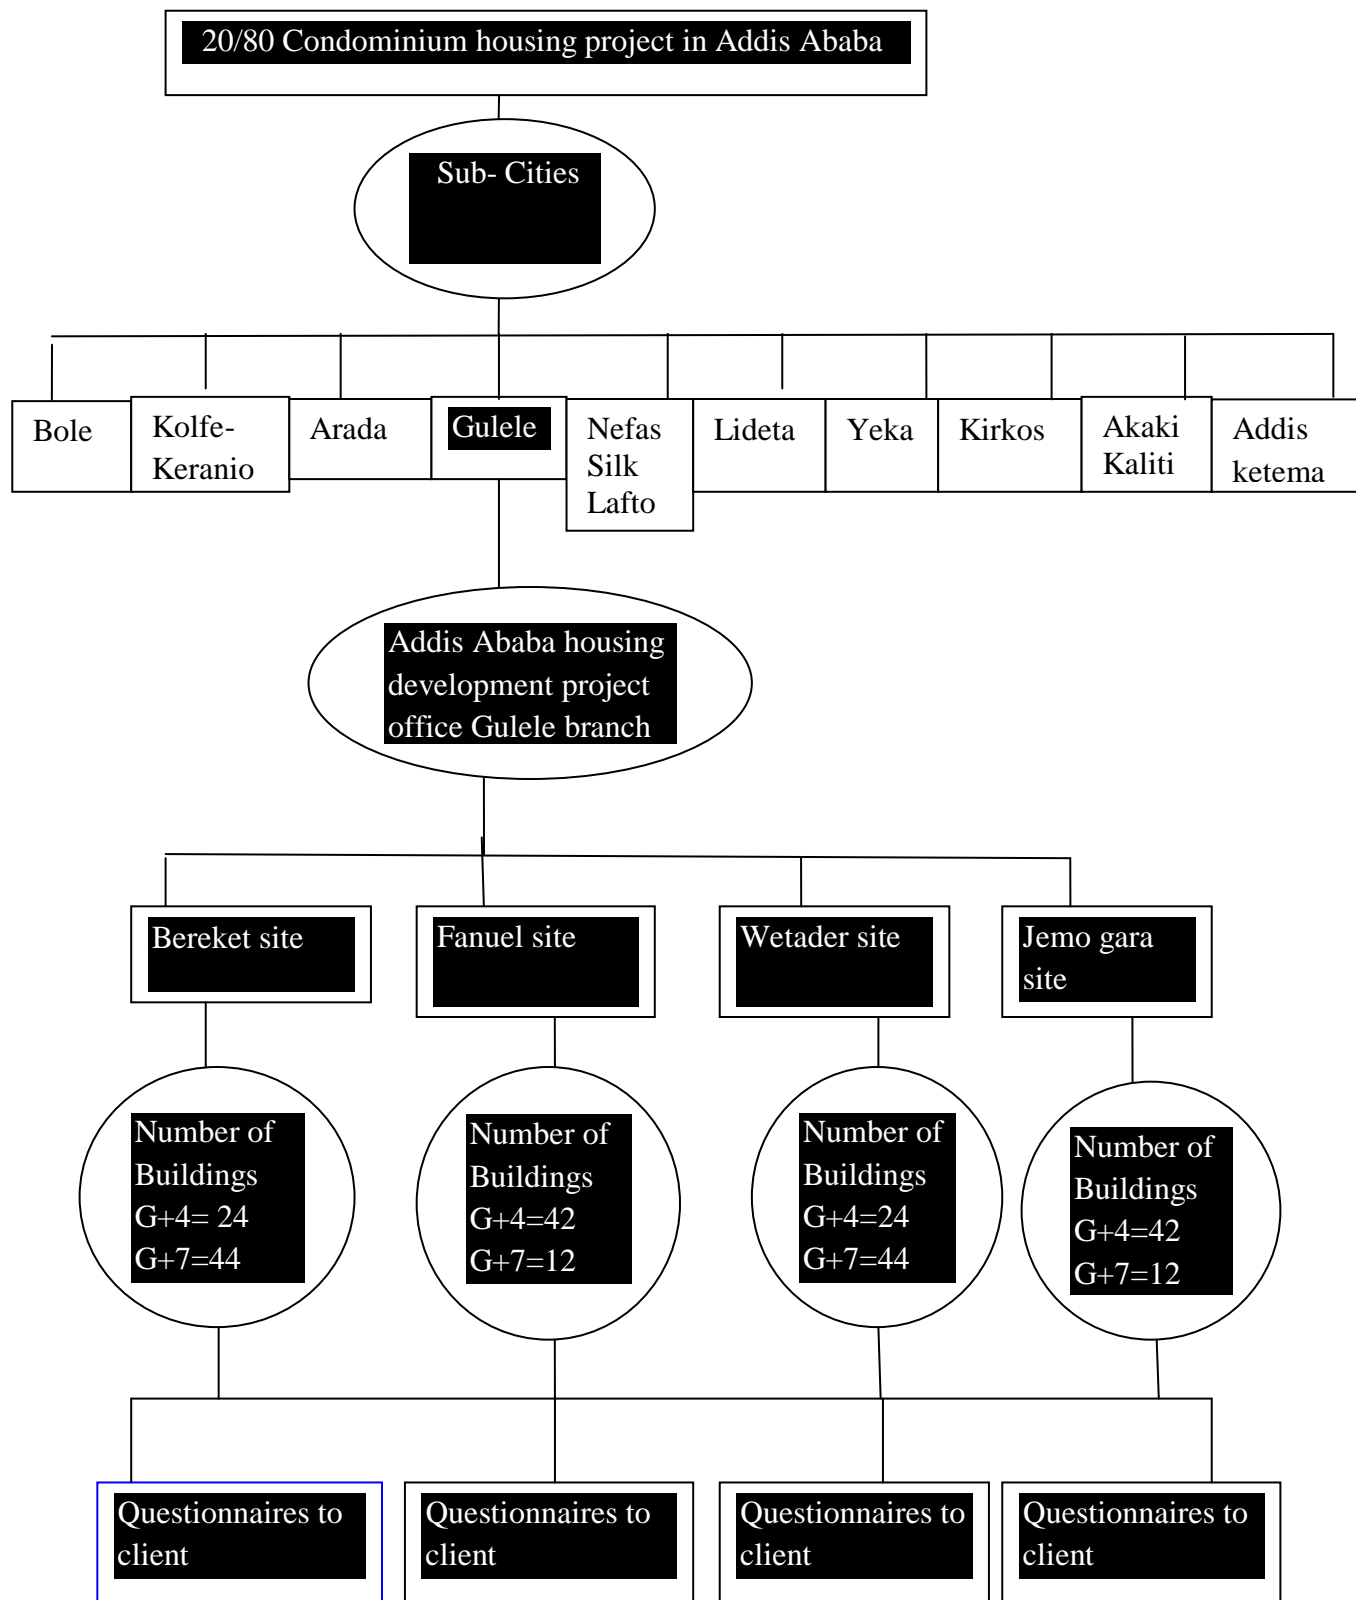 20/80 Condominium housing project in Addis Ababa
Sub- Cities
Bole
Kolfe-
Keranio
Arada
Gulele
Nefas
Silk
Lafto
Lideta
Yeka
Kirkos
Akaki
Kaliti
Addis
ketema
Addis Ababa housing
development project
office Gulele branch
Bereket site
Fanuel site
Wetader site
Jemo gara
site
Number of
Buildings
G+4= 24
G+7=44
Number of
Buildings
G+4=42
G+7=12
Number of
Buildings
G+4=24
G+7=44
Number of
Buildings
G+4=42
G+7=12
Questionnaires to
client
Questionnaires to
client
Questionnaires to
client
Questionnaires to
client